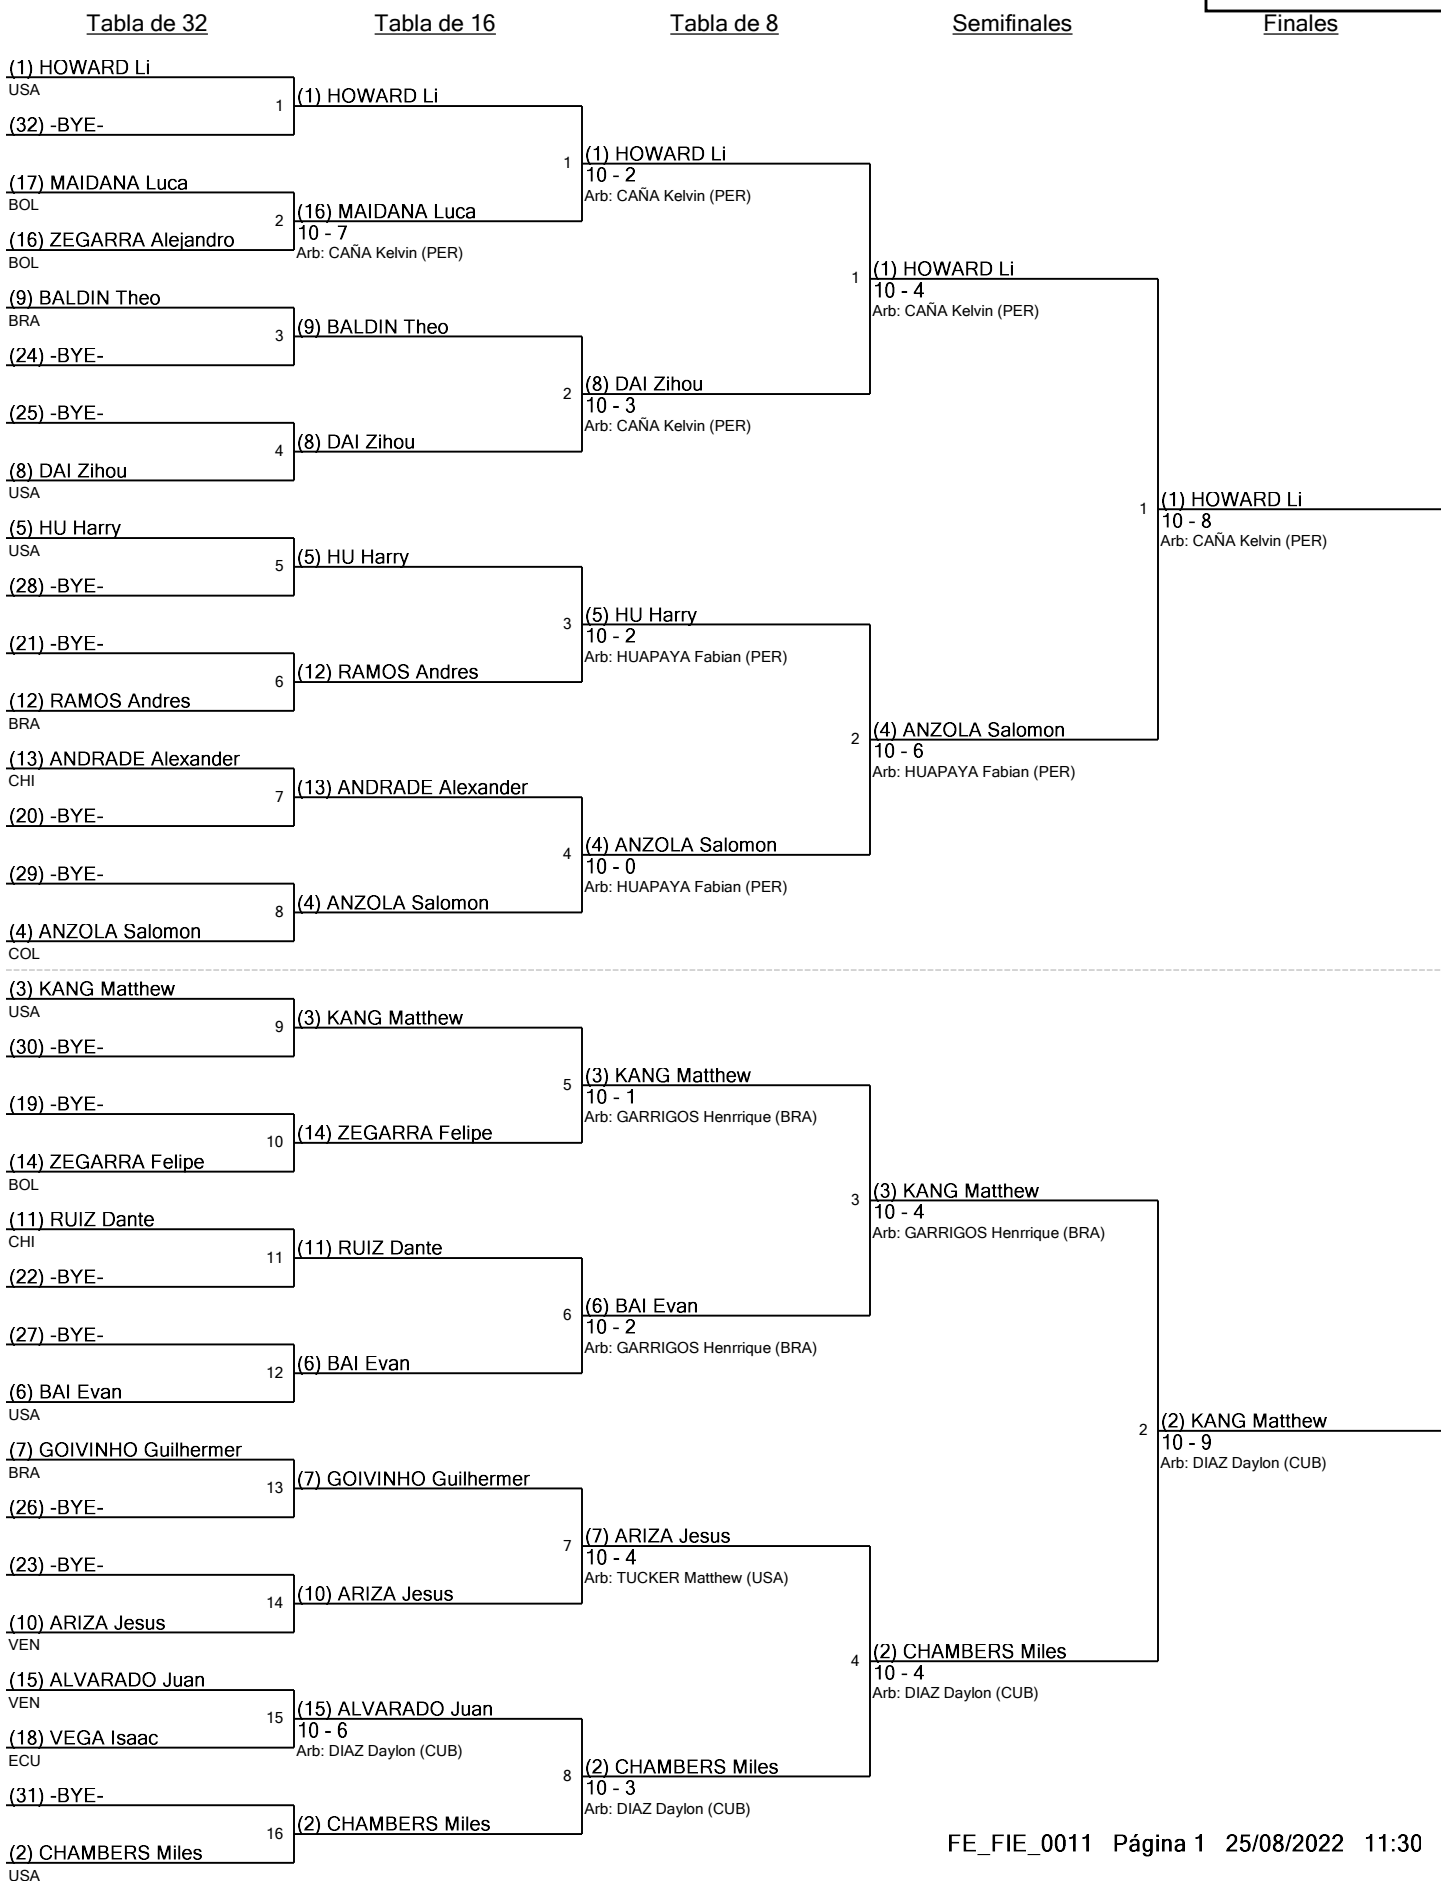 Tabla de 32
Tabla de 16
Tabla de 8
Semifinales
Finales
(1) HOWARD Li
USA
(32) -BYE-
(17) MAIDANA Luca
BOL
(16) ZEGARRA Alejandro
BOL
(9) BALDIN Theo
BRA
(24) -BYE-
(25) -BYE-
(8) DAI Zihou
USA
(5) HU Harry
USA
(28) -BYE-
(21) -BYE-
(12) RAMOS Andres
BRA
(13) ANDRADE Alexander
CHI
(20) -BYE-
(29) -BYE-
(4) ANZOLA Salomon
COL
(3) KANG Matthew
USA
(30) -BYE-
(19) -BYE-
(14) ZEGARRA Felipe
BOL
(11) RUIZ Dante
CHI
(22) -BYE-
(27) -BYE-
(6) BAI Evan
USA
(7) GOIVINHO Guilhermer
BRA
(26) -BYE-
(23) -BYE-
(10) ARIZA Jesus
VEN
(15) ALVARADO Juan
VEN
(18) VEGA Isaac
ECU
(31) -BYE-
(2) CHAMBERS Miles
USA
1
(1) HOWARD Li
2
(16) MAIDANA Luca
10 - 7
Arb: CAÑA Kelvin (PER)
3
(9) BALDIN Theo
4
(8) DAI Zihou
5
(5) HU Harry
6
(12) RAMOS Andres
7
(13) ANDRADE Alexander
8
(4) ANZOLA Salomon
9
(3) KANG Matthew
10
(14) ZEGARRA Felipe
11
(11) RUIZ Dante
12
(6) BAI Evan
13
(7) GOIVINHO Guilhermer
14
(10) ARIZA Jesus
15
(15) ALVARADO Juan
10 - 6
Arb: DIAZ Daylon (CUB)
16
(2) CHAMBERS Miles
1
(1) HOWARD Li
10 - 2
Arb: CAÑA Kelvin (PER)
2
(8) DAI Zihou
10 - 3
Arb: CAÑA Kelvin (PER)
3
(5) HU Harry
10 - 2
Arb: HUAPAYA Fabian (PER)
4
(4) ANZOLA Salomon
10 - 0
Arb: HUAPAYA Fabian (PER)
5
(3) KANG Matthew
10 - 1
Arb: GARRIGOS Henrrique (BRA)
6
(6) BAI Evan
10 - 2
Arb: GARRIGOS Henrrique (BRA)
7
(7) ARIZA Jesus
10 - 4
Arb: TUCKER Matthew (USA)
8
(2) CHAMBERS Miles
10 - 3
Arb: DIAZ Daylon (CUB)
1
(1) HOWARD Li
10 - 4
Arb: CAÑA Kelvin (PER)
2
(4) ANZOLA Salomon
10 - 6
Arb: HUAPAYA Fabian (PER)
3
(3) KANG Matthew
10 - 4
Arb: GARRIGOS Henrrique (BRA)
4
(2) CHAMBERS Miles
10 - 4
Arb: DIAZ Daylon (CUB)
1
(1) HOWARD Li
10 - 8
Arb: CAÑA Kelvin (PER)
2
(2) KANG Matthew
10 - 9
Arb: DIAZ Daylon (CUB)
FE_FIE_0011 Página 1 25/08/2022 11:30